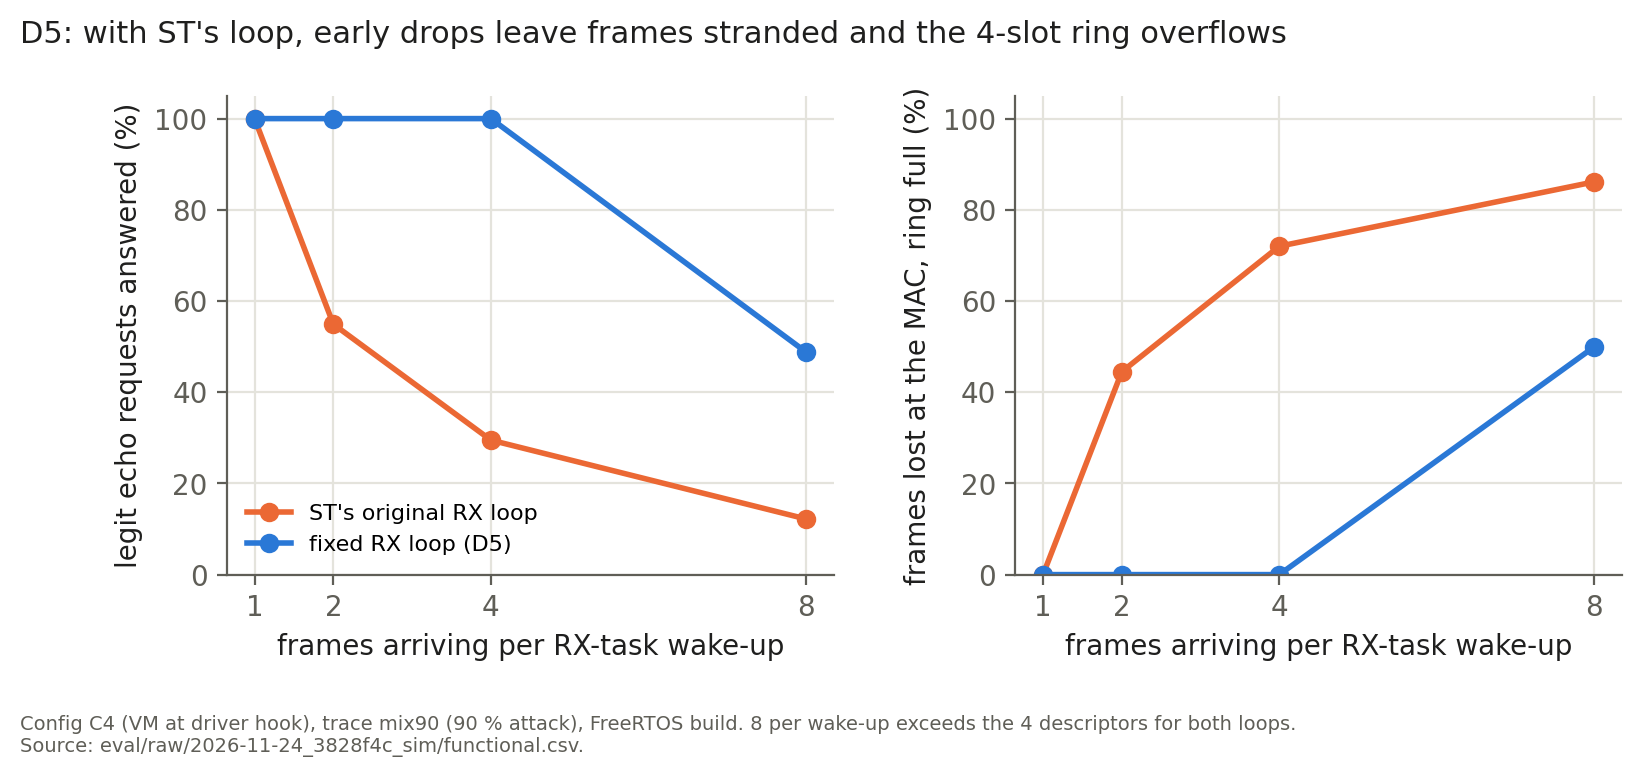 D5: with ST's loop, early drops leave frames stranded and the 4-slot ring overflows
legit echo requests answered (%)
100
80
60
40
20
0
1 2 4 8
frames arriving per RX-task wake-up
ST's original RX loop
fixed RX loop (D5)
frames lost at the MAC, ring full (%)
100
80
60
40
20
0
1 2 4 8
frames arriving per RX-task wake-up
Config C4 (VM at driver hook), trace mix90 (90 % attack), FreeRTOS build. 8 per wake-up exceeds the 4 descriptors for both loops.
Source: eval/raw/2026-11-24_3828f4c_sim/functional.csv.